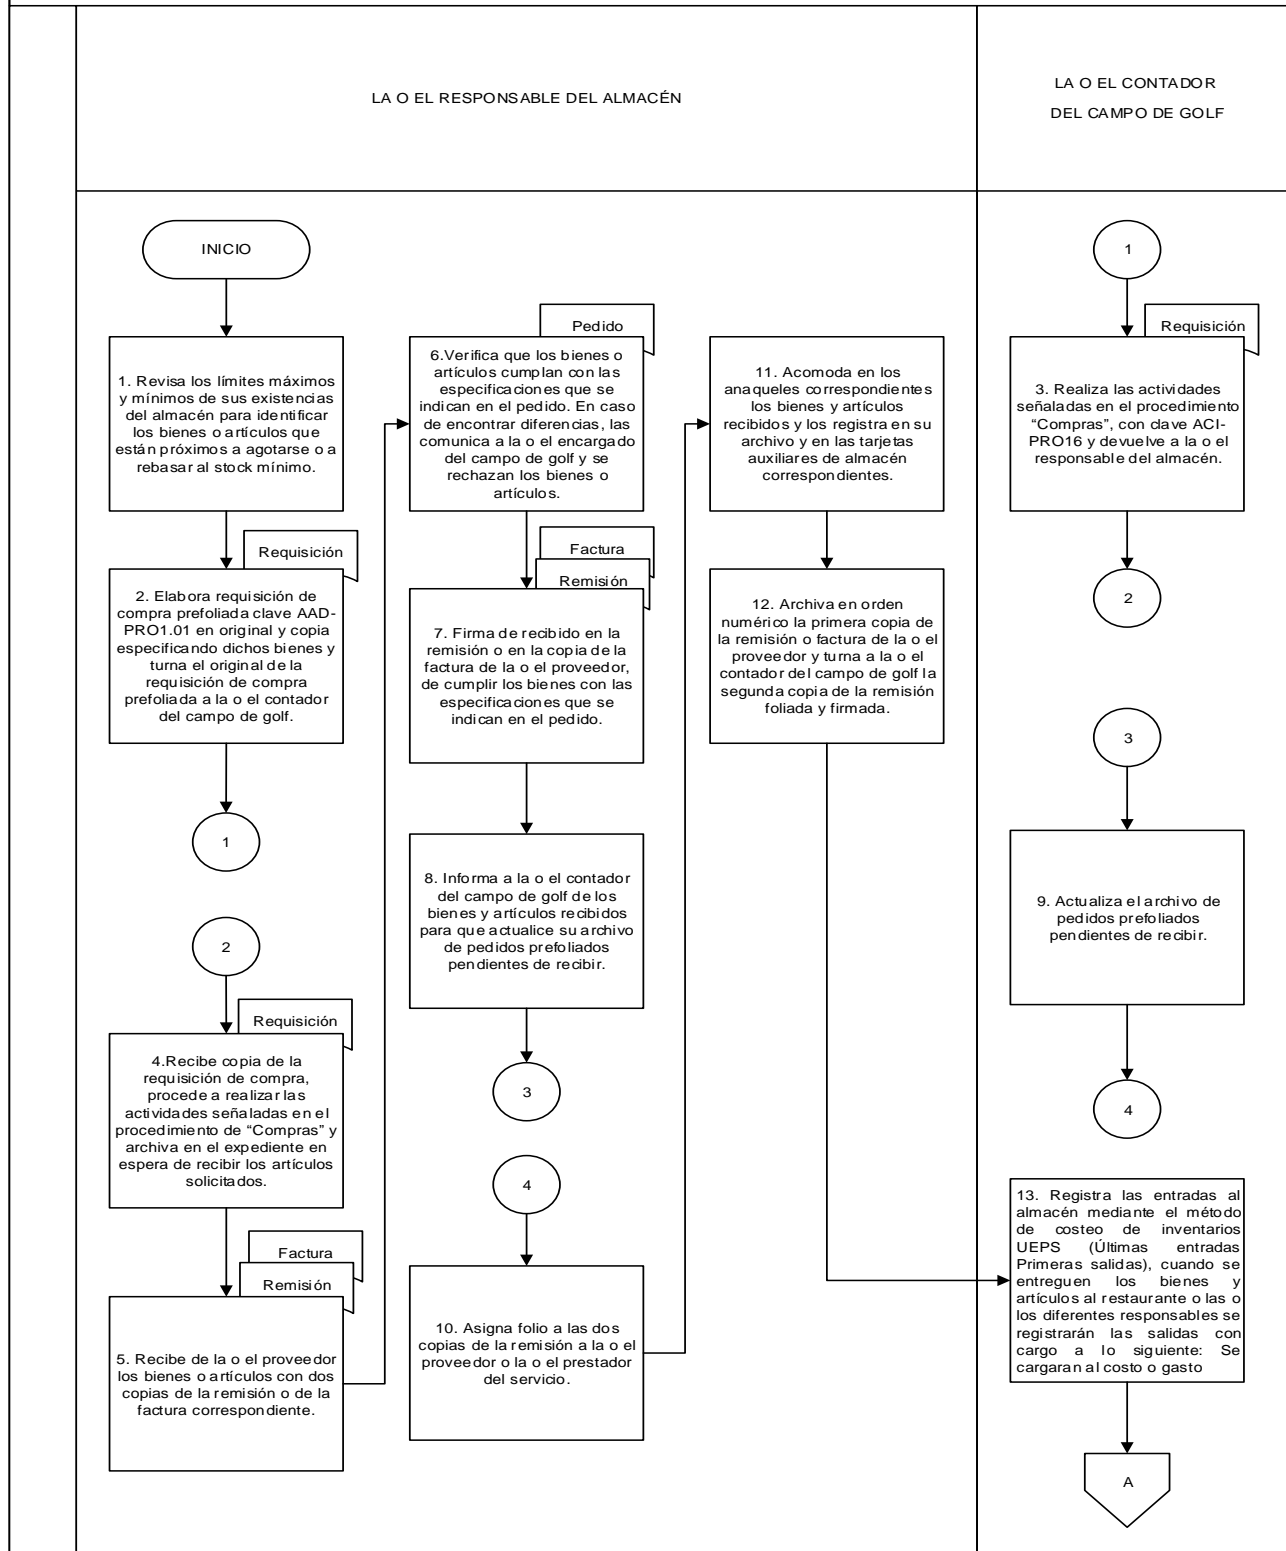 LA O EL RESPONSABLE DEL ALMACÉN
LA O EL CONTADOR
DEL CAMPO DE GOLF
INICIO
1. Revisa los límites máximos
y mínimos de sus existencias
del almacén para identificar
los bienes o artículos que
están próximos a agotarse o a
rebasar al stock mínimo.
Requisición
2. Elabora requisición de
compra prefoliada clave AAD-
PRO1.01 en original y copia
especificando dichos bienes y
turna el original de la
requisición de compra
prefoliada a la o el contador
del campo de golf.
1
2
Requisición
4.Recibe copia de la
requisición de compra,
procede a realizar las
actividades señaladas en el
procedimiento de “Compras” y
archiva en el expediente en
espera de recibir los artículos
solicitados.
Factura
Remisión
5. Recibe de la o el proveedor
los bienes o artículos con dos
copias de la remisión o de la
factura correspondiente.
Pedido
6.Verifica que los bienes o
artículos cumplan con las
especificaciones que se
indican en el pedido. En caso
de encontrar diferencias, las
comunica a la o el encargado
del campo de golf y se
rechazan los bienes o
artículos.
Factura
Remisión
7. Firma de recibido en la
remisión o en la copia de la
factura de la o el proveedor,
de cumplir los bienes con las
especificaciones que se
indican en el pedido.
8. Informa a la o el contador
del campo de golf de los
bienes y artículos recibidos
para que actualice su archivo
de pedidos prefoliados
pendientes de recibir.
3
4
10. Asigna folio a las dos
copias de la remisión a la o el
proveedor o la o el prestador
del servicio.
11. Acomoda en los
anaqueles correspondientes
los bienes y artículos
recibidos y los registra en su
archivo y en las tarjetas
auxiliares de almacén
correspondientes.
12. Archiva en orden
numérico la primera copia de
la remisión o factura de la o el
proveedor y turna a la o el
contador del campo de golf la
segunda copia de la remisión
foliada y firmada.
1
Requisición
3. Realiza las actividades
señaladas en el procedimiento
“Compras”, con clave ACI-
PRO16 y devuelve a la o el
responsable del almacén.
2
3
9. Actualiza el archivo de
pedidos prefoliados
pendientes de recibir.
4
13. Registra las entradas al
almacén mediante el método
de costeo de inventarios
UEPS (Últimas entradas
Primeras salidas), cuando se
entreguen los bienes y
artículos al restaurante o las o
los diferentes responsables se
registrarán las salidas con
cargo a lo siguiente: Se
cargaran al costo o gasto
A